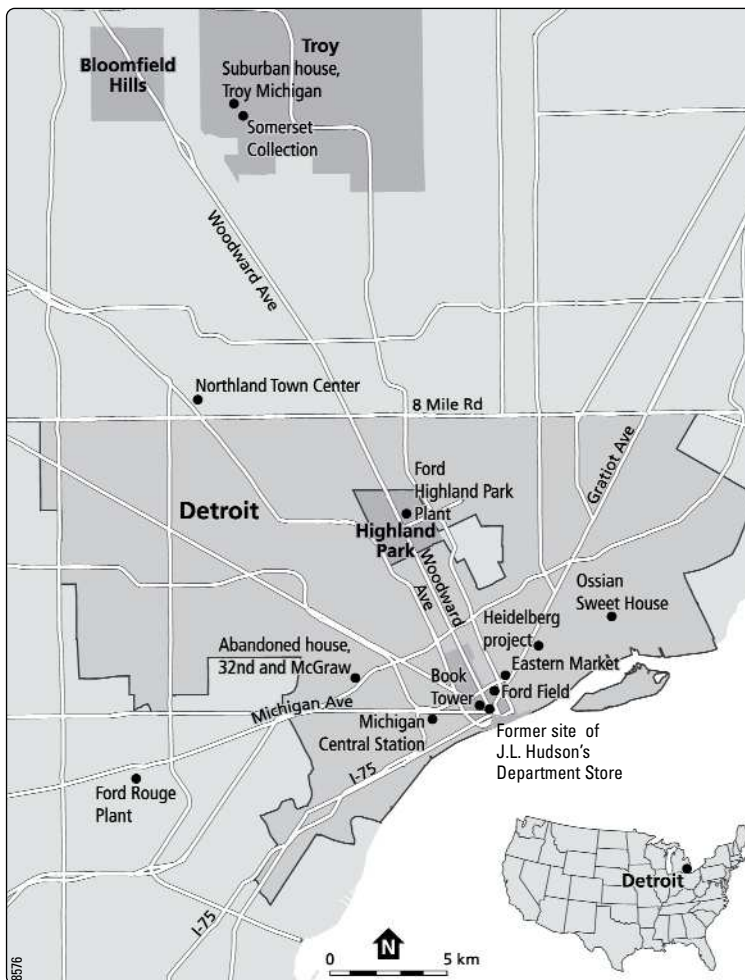 Troy
Bloomfield
Hills
Suburban house,
Troy Michigan
Somerset
Collection
Woodward Ave
Northland Town Center
8 Mile Rd
Gratiot Ave
Detroit
Ford
Highland Park
Plant
Highland
Park
Woodward
Ave
Ossian
Sweet House
Heidelberg
project
Eastern Market
Abandoned house,
32nd and McGraw
Book
Tower
Ford Field
Michigan Ave
Michigan
Central Station
Former site of
J.L. Hudson's
Department Store
I-75
Ford Rouge
Plant
I-75
Detroit
N
0 5 km
8576